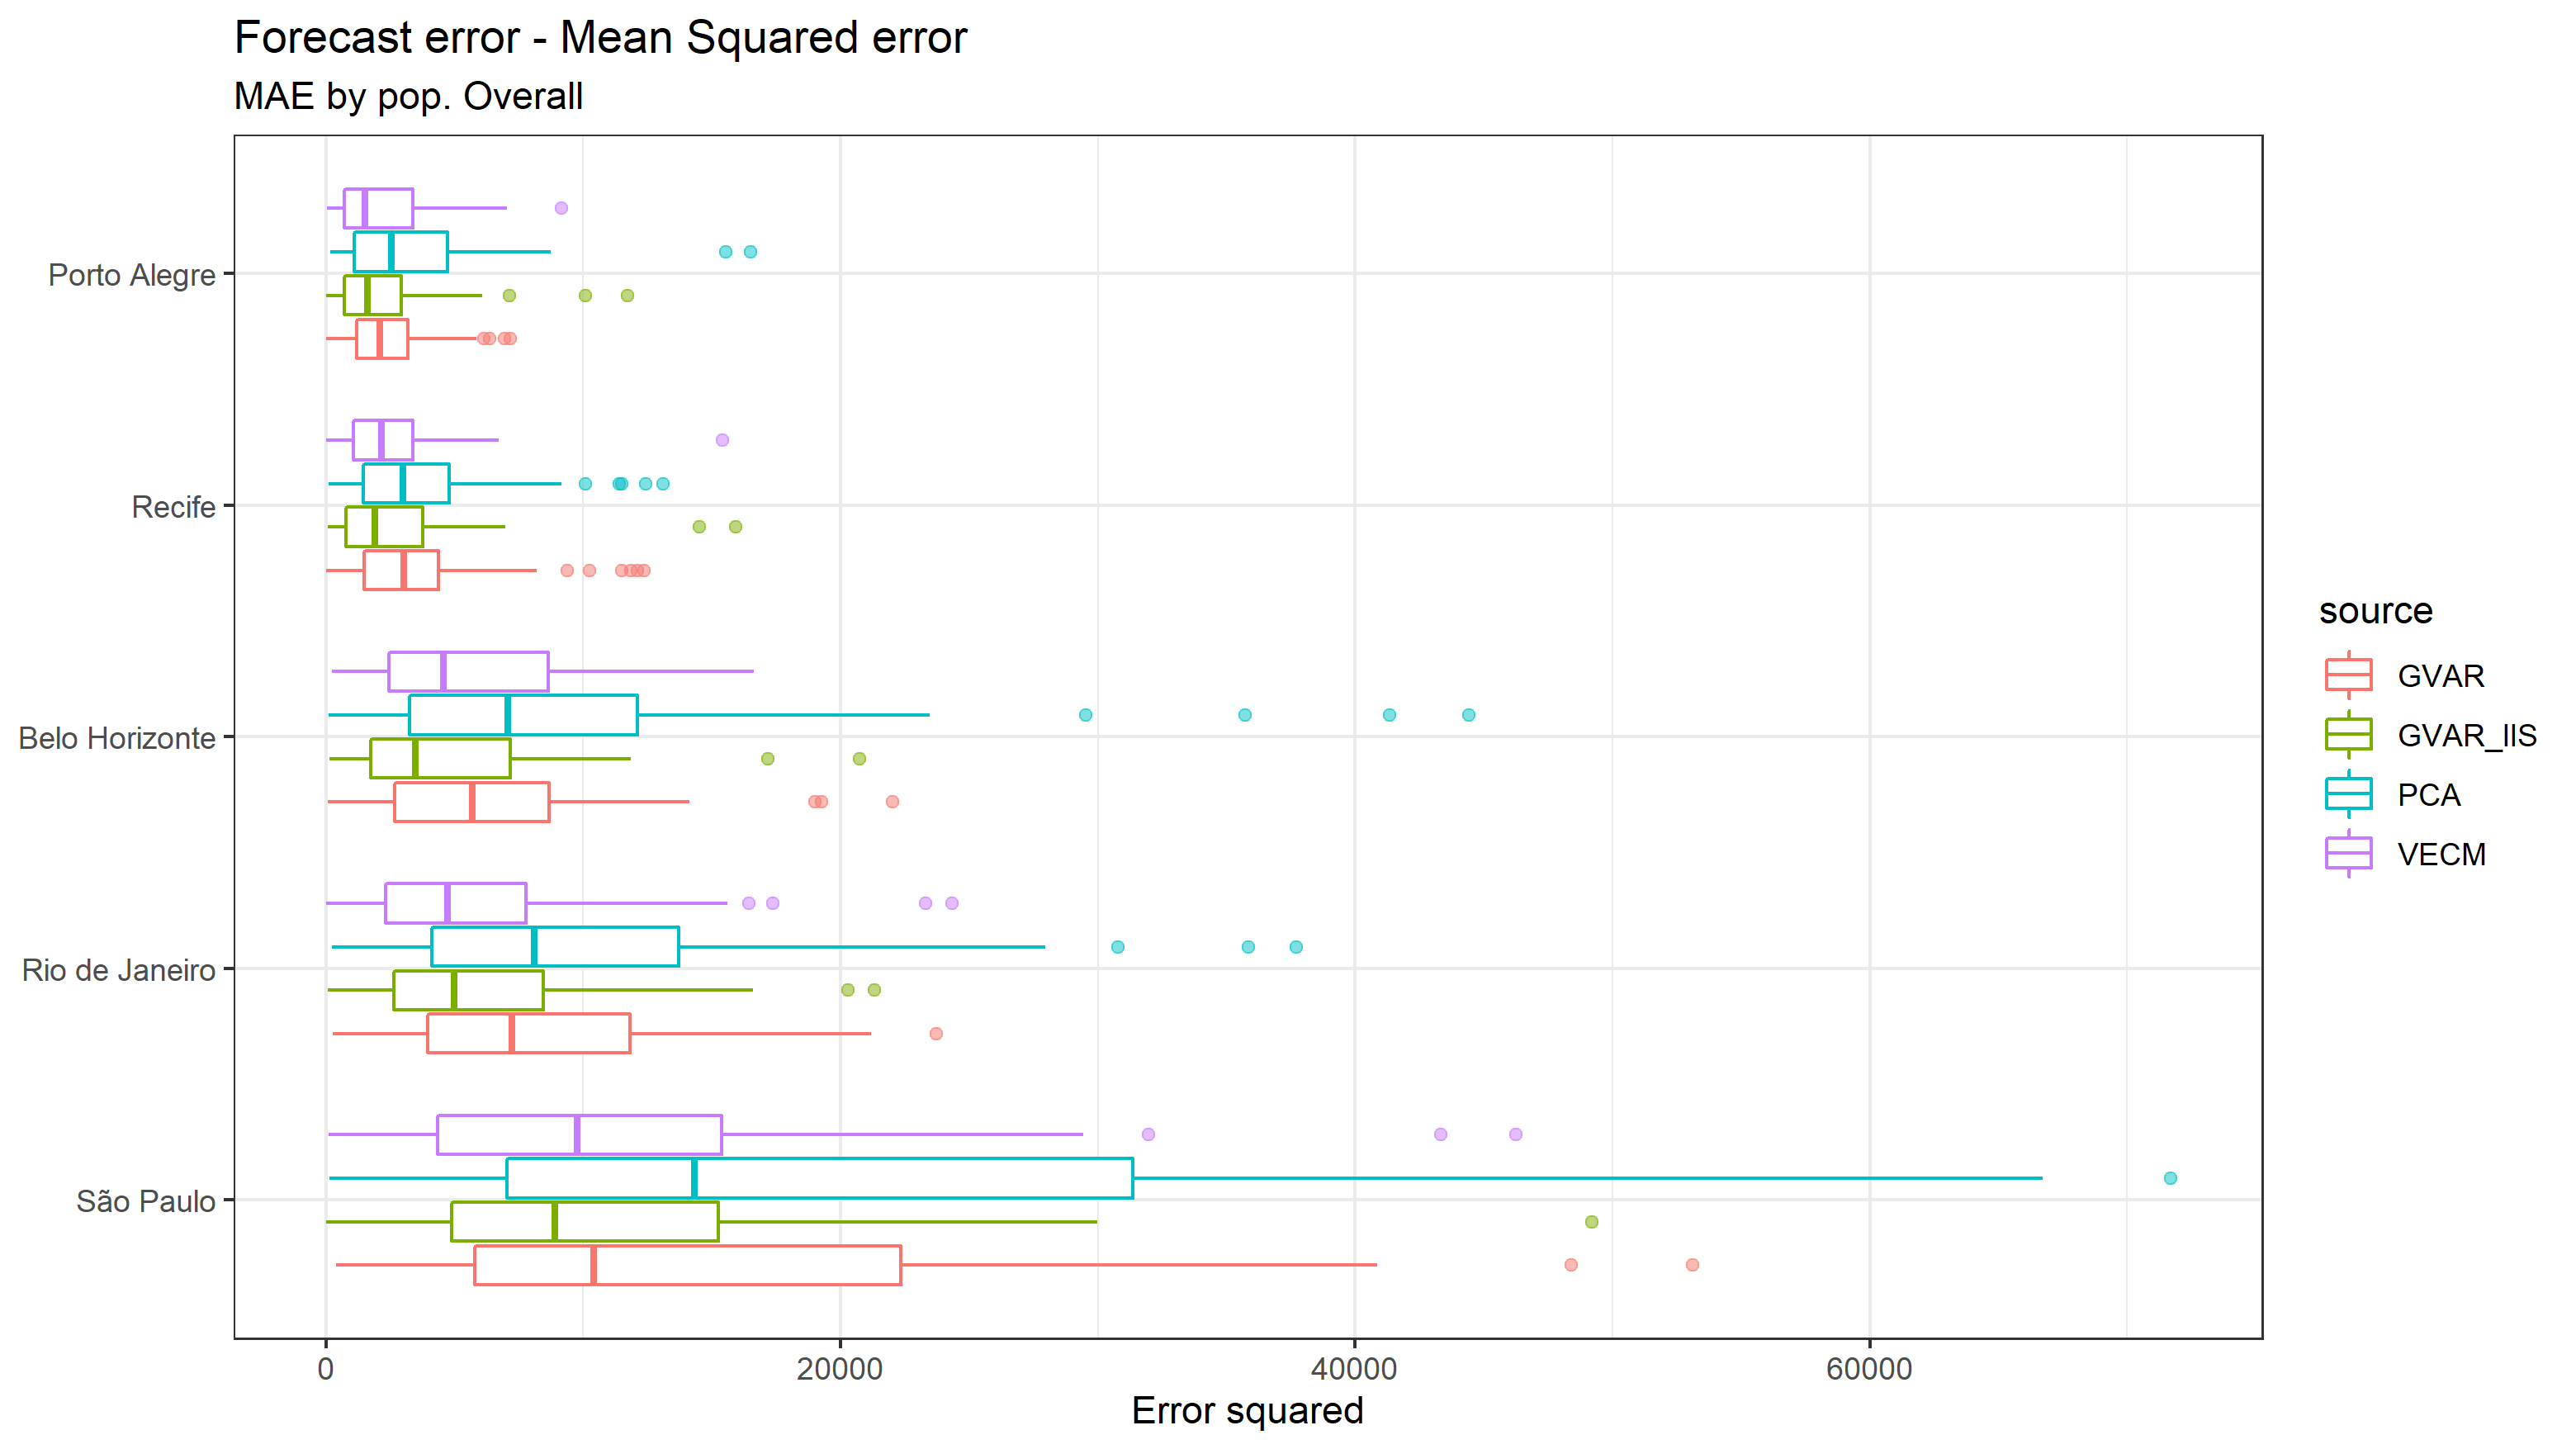 Forecast error - Mean Squared error
MAE by pop. Overall
Porto Alegre
Recife
Belo Horizonte
Rio de Janeiro
São Paulo
0 20000 40000 60000
Error squared
source
GVAR
GVAR_IIS
PCA
VECM